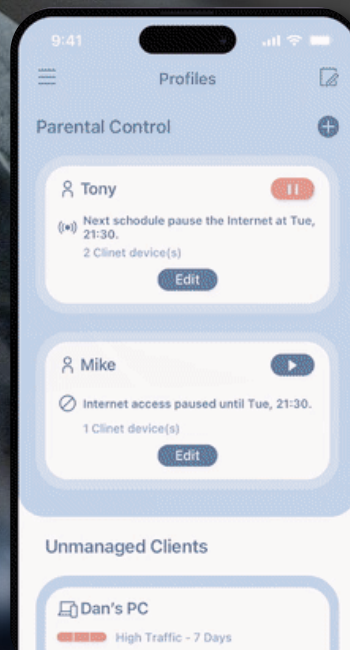 9:41
Profiles
Parental Control
Tony
Next schodule pause the Internet at Tue,
21:30.
2 Clinet device(s)
Edit
Mike
Internet access paused until Tue, 21:30.
1 Clinet device(s)
Edit
Unmanaged Clients
Dan's PC
High Traffic - 7 Days